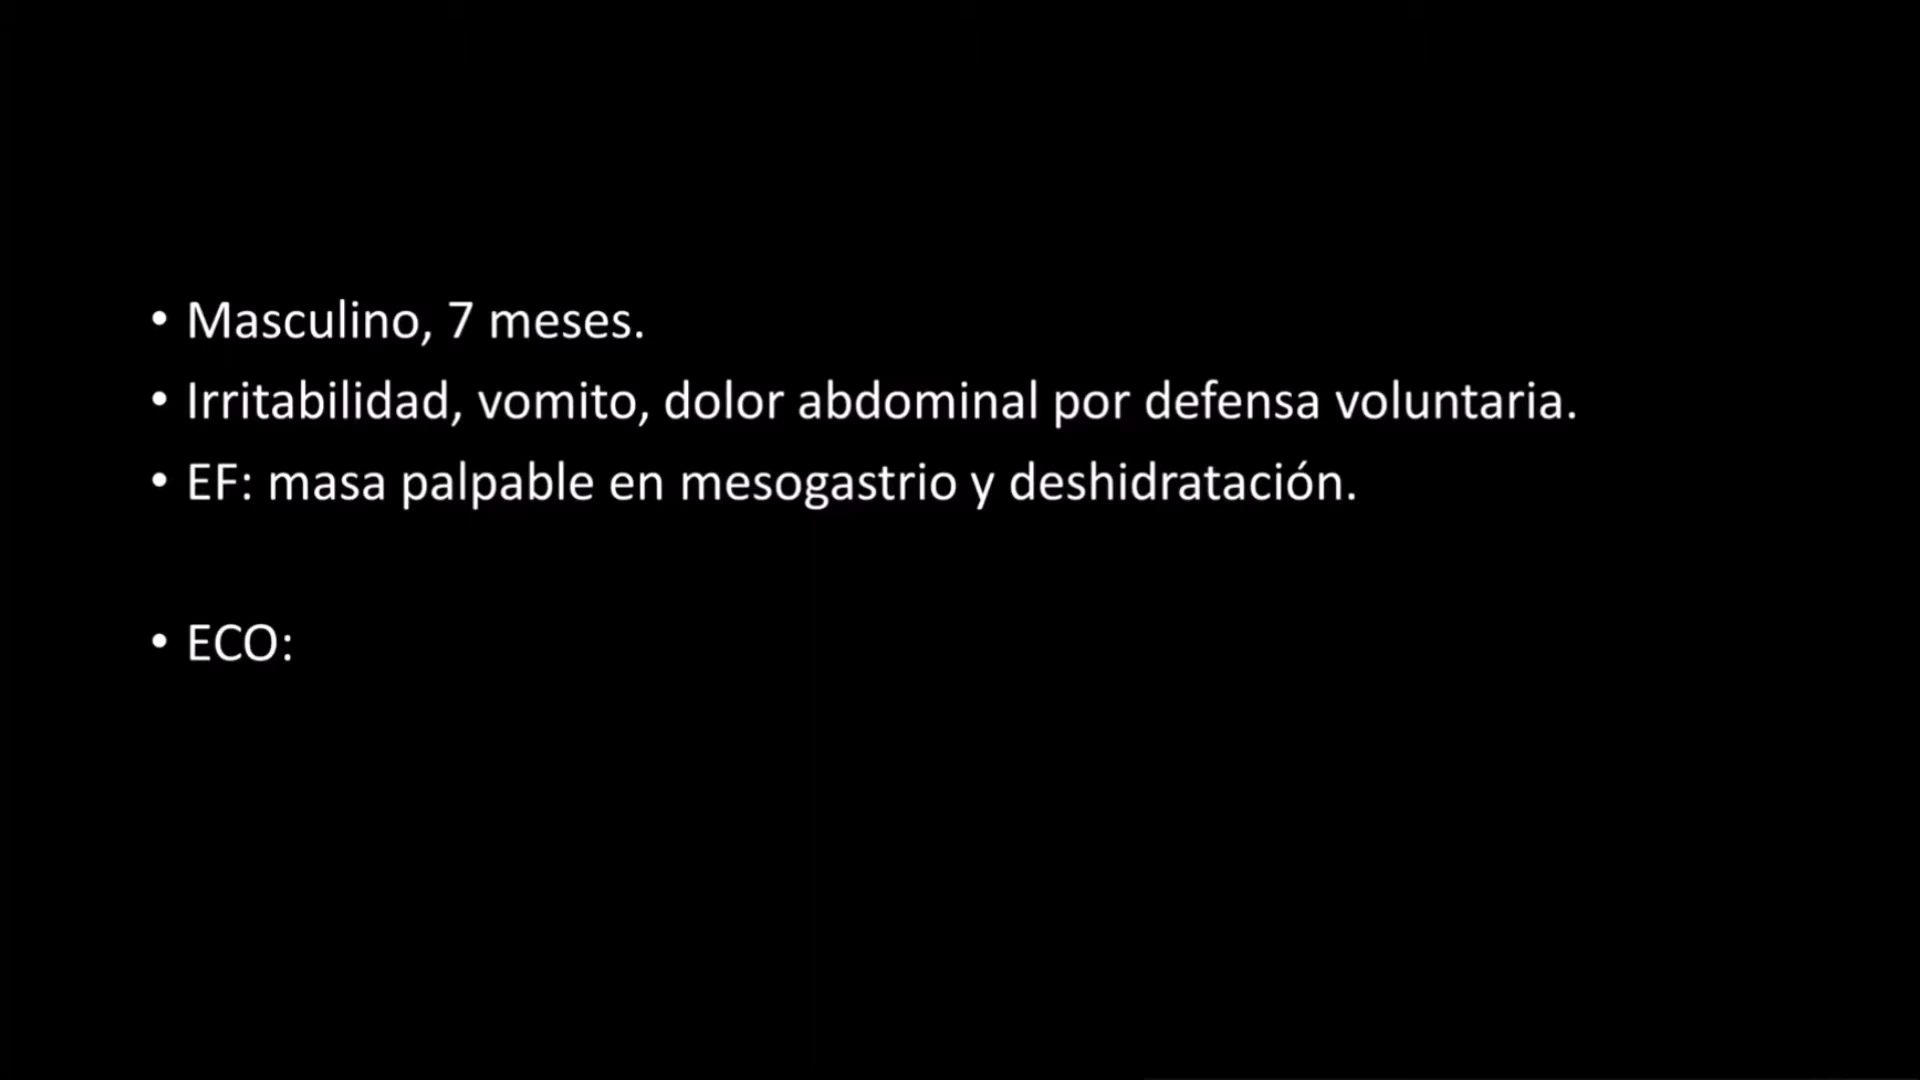 • Masculino, 7 meses.
• Irritabilidad, vomito, dolor abdominal por defensa voluntaria.
• EF: masa palpable en mesogastrio y deshidratación.
• ECO: